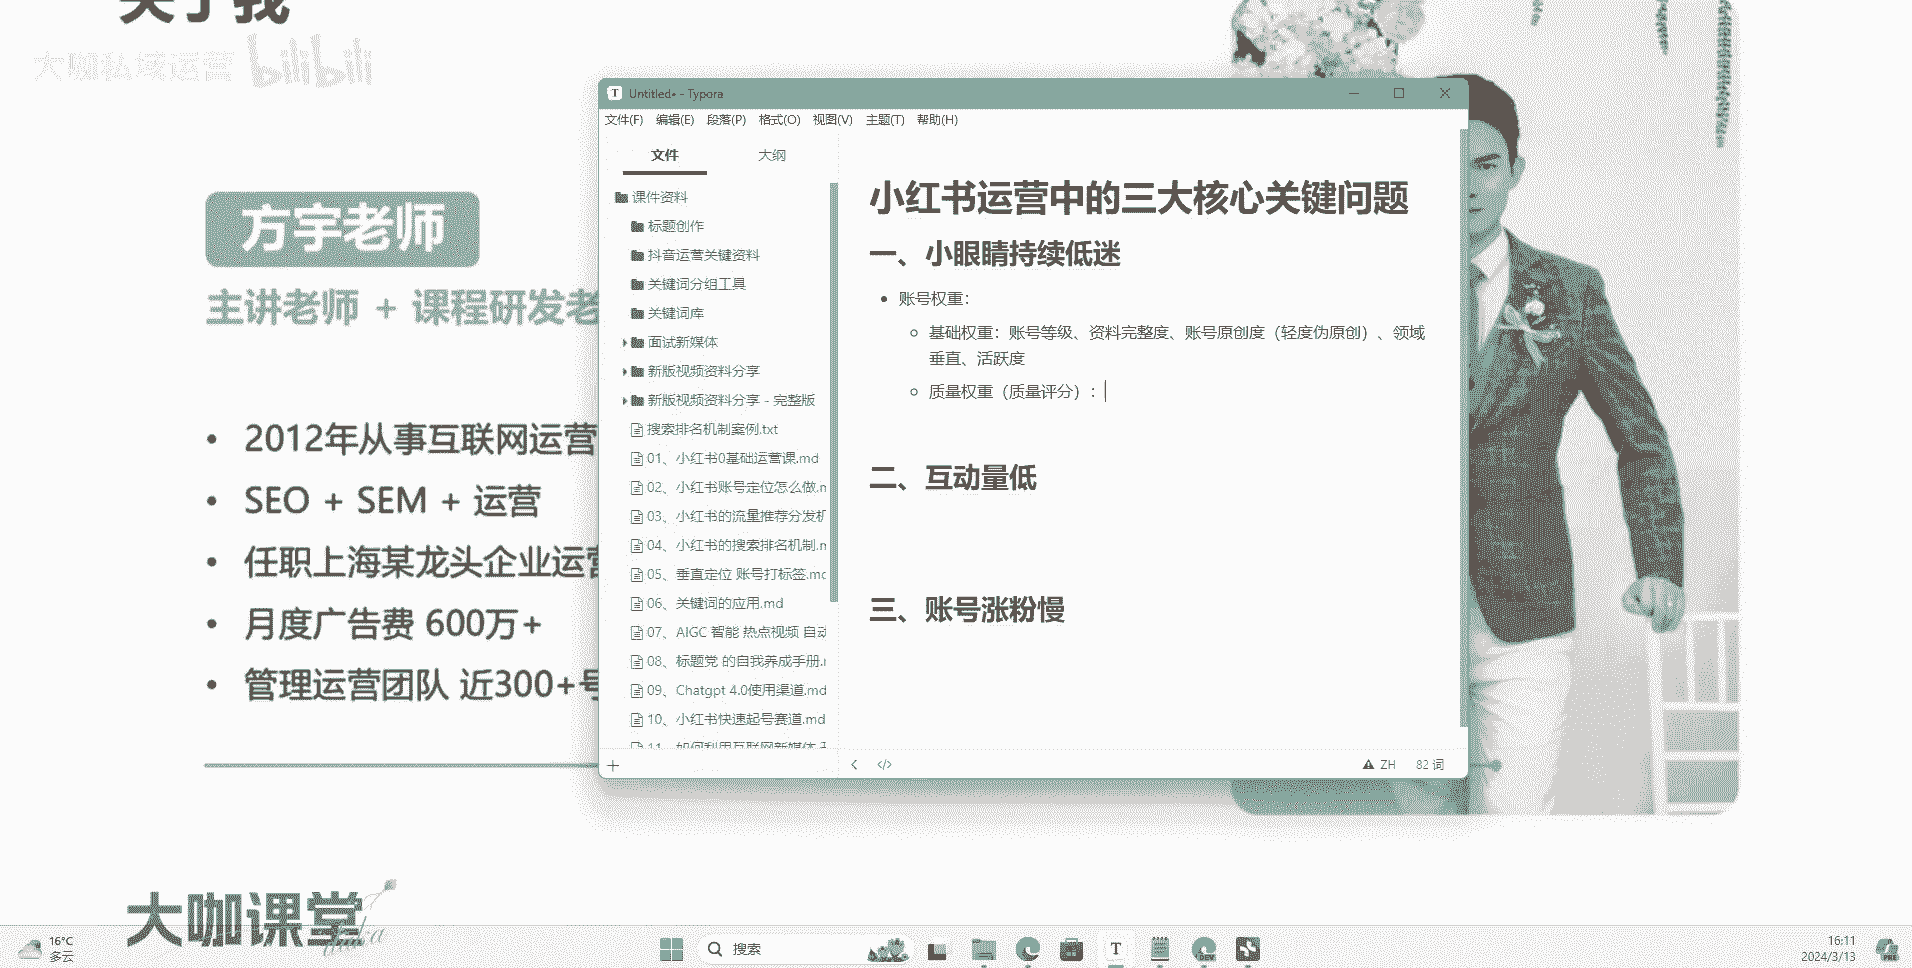 关于我
大咖私域运营 bilibili
方宇老师
主讲老师 + 课程研发老
2012年从事互联网运营
SEO + SEM + 运营
任职上海某龙头企业运营
月度广告费 600万+
管理运营团队 近300+号
大咖课堂
Untitled• - Typora
文件(F) 编辑(E) 段落(P) 格式(O) 视图(V) 主题(T) 帮助(H)
文件 大纲
课件资料
标题创作
抖音运营关键资料
关键词分组工具
关键词库
面试新媒体
新版视频资料分享
新版视频资料分享 - 完整版
搜索排名机制案例.txt
01、小红书0基础运营课.md
02、小红书账号定位怎么做.m
03、小红书的流量推荐分发机
04、小红书的搜索排名机制.m
05、垂直定位 账号打标签.md
06、关键词的应用.md
07、AIGC 智能 热点视频 自动
08、标题党 的自我养成手册.m
09、Chatgpt 4.0使用渠道.md
10、小红书快速起号赛道.md
11、如何利用互联网新媒体
小红书运营中的三大核心关键问题
一、小眼睛持续低迷
账号权重：
基础权重：账号等级、资料完整度、账号原创度（轻度伪原创）、领域
垂直、活跃度
质量权重（质量评分）：
二、互动量低
三、账号涨粉慢
ZH 82 词
16°C
多云
搜索
16:11
2024/3/13